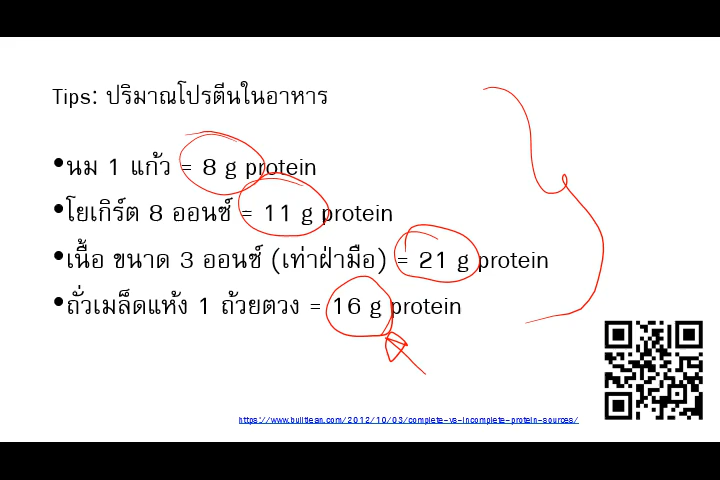 Tips: ปริมาณโปรตีนในอาหาร
•นม 1 แก้ว = 8 g protein
•โยเกิร์ต 8 ออนซ์ = 11 g protein
•เนื้อ ขนาด 3 ออนซ์ (เท่าฝ่ามือ) = 21 g protein
•ถั่วเมล็ดแห้ง 1 ถ้วยตวง = 16 g protein
https://www.builtlean.com/2012/10/03/complete-vs-incomplete-protein-sources/